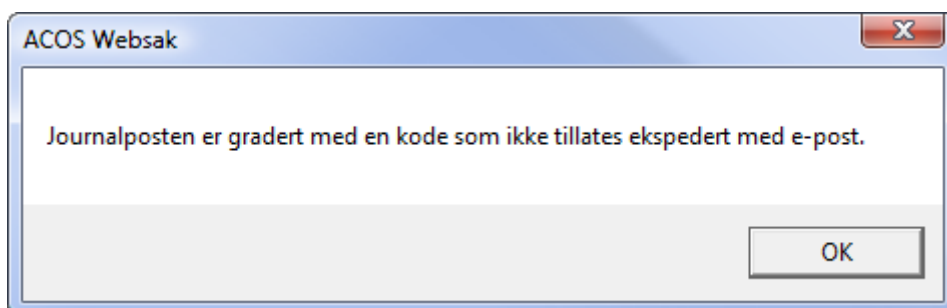 ACOS Websak
Journalposten er gradert med en kode som ikke tillates ekspedert med e-post.
OK